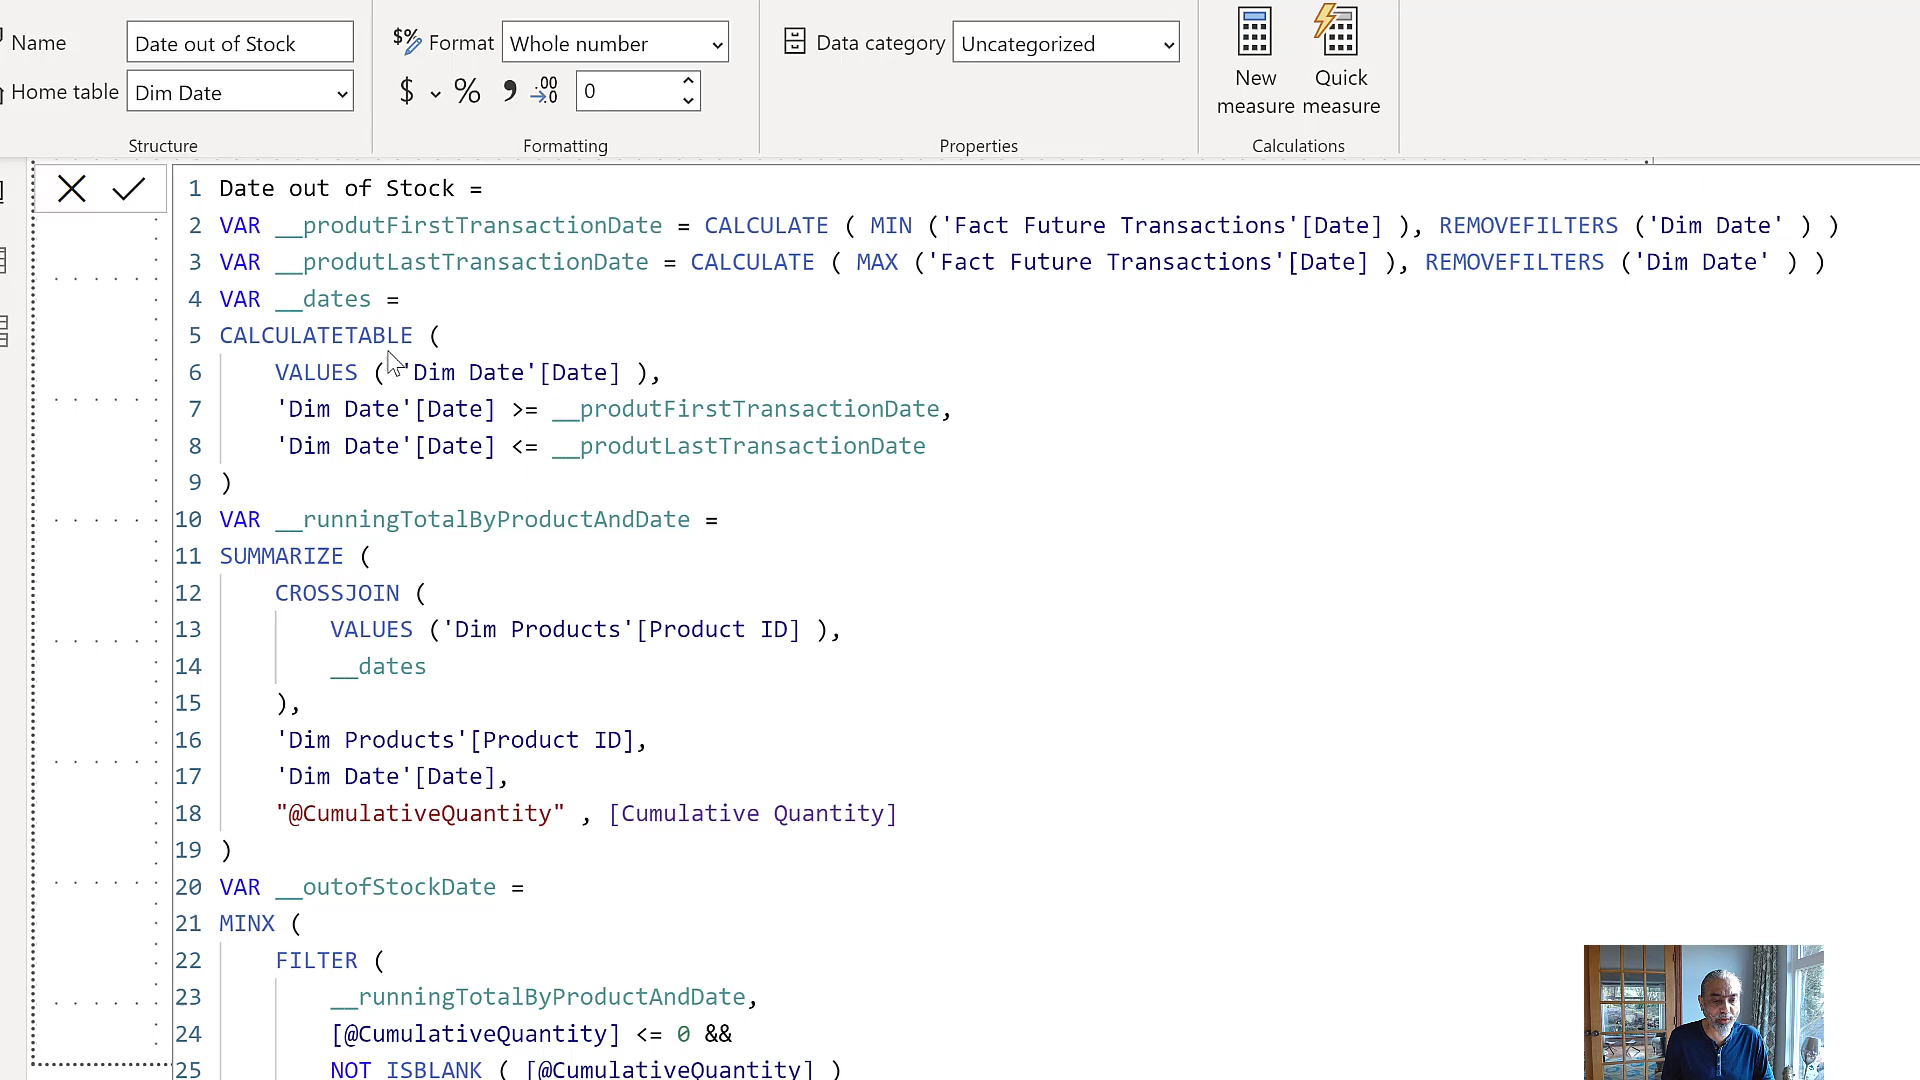 Name
Date out of Stock
Home table
Dim Date
Structure
$% Format
Whole number
$ % , .00 .0
0
Formatting
Data category
Uncategorized
Properties
New measure
Quick measure
Calculations
1 Date out of Stock =
2 VAR __produtFirstTransactionDate = CALCULATE ( MIN ('Fact Future Transactions'[Date] ), REMOVEFILTERS ('Dim Date' ) )
3 VAR __produtLastTransactionDate = CALCULATE ( MAX ('Fact Future Transactions'[Date] ), REMOVEFILTERS ('Dim Date' ) )
4 VAR __dates =
5 CALCULATETABLE (
6 VALUES ( 'Dim Date'[Date] ),
7 'Dim Date'[Date] >= __produtFirstTransactionDate,
8 'Dim Date'[Date] <= __produtLastTransactionDate
9 )
10 VAR __runningTotalByProductAndDate =
11 SUMMARIZE (
12 CROSSJOIN (
13 VALUES ('Dim Products'[Product ID] ),
14 __dates
15 ),
16 'Dim Products'[Product ID],
17 'Dim Date'[Date],
18 "@CumulativeQuantity" , [Cumulative Quantity]
19 )
20 VAR __outofStockDate =
21 MINX (
22 FILTER (
23 __runningTotalByProductAndDate,
24 [@CumulativeQuantity] <= 0 &&
25 NOT ISBLANK ( [@CumulativeQuantity] )